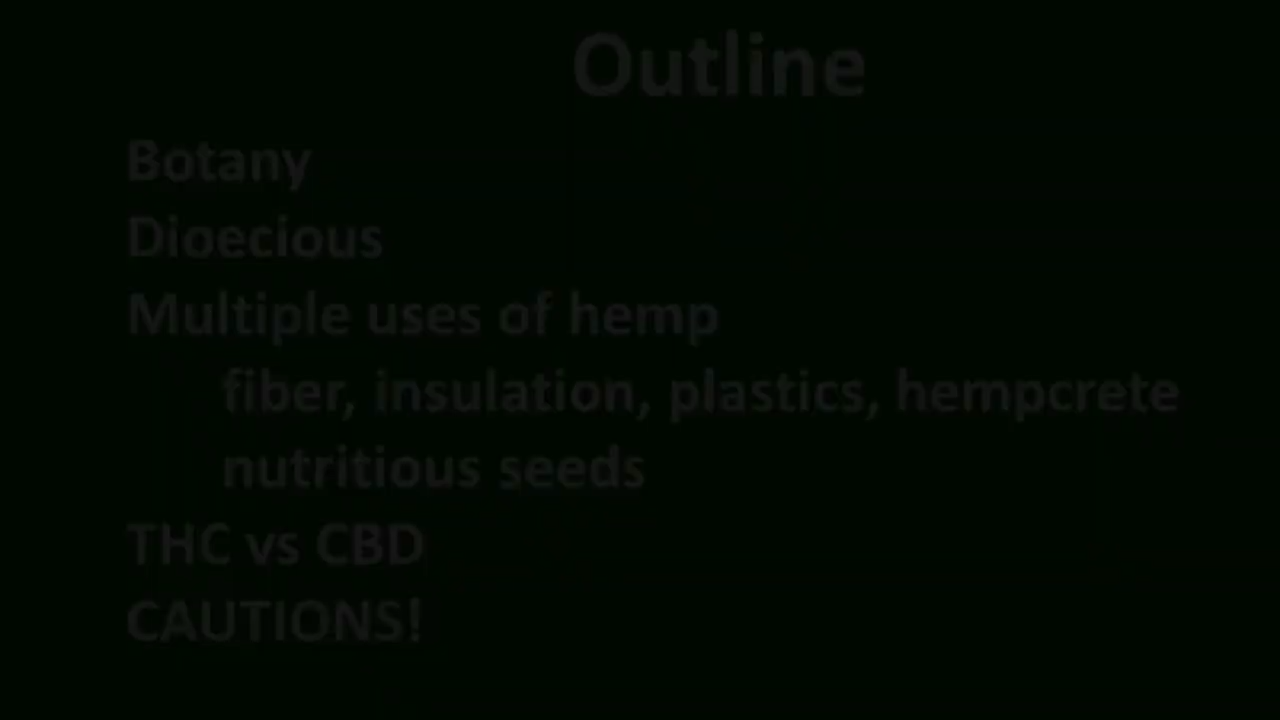 Outline
Botany
Dioecious
Multiple uses of hemp
fiber, insulation, plastics, hempcrete
nutritious seeds
THC vs CBD
CAUTIONS!